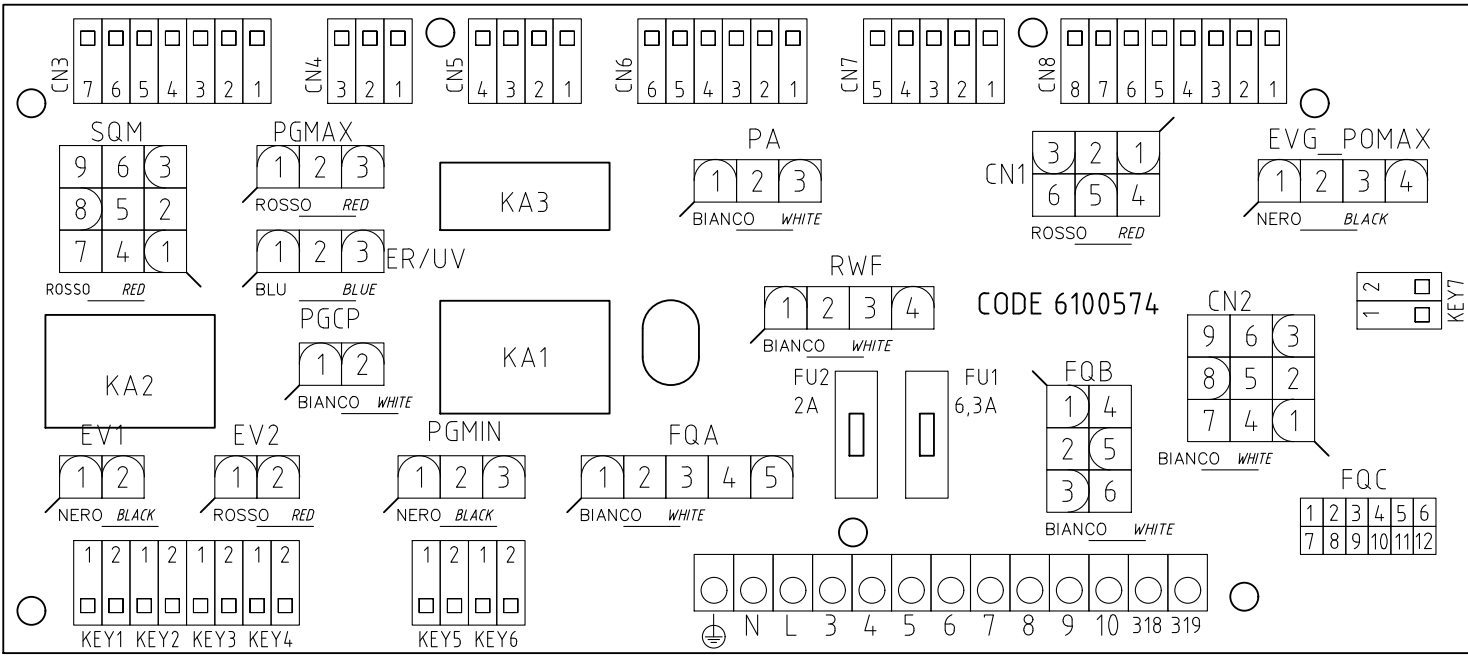 CN3
7 6 5 4 3 2 1
CN4
3 2 1
CN5
4 3 2 1
CN6
6 5 4 3 2 1
CN7
5 4 3 2 1
CN8
8 7 6 5 4 3 2 1
SQM
9 6 3
8 5 2
7 4 1
ROSSO RED
PGMAX
1 2 3
ROSSO RED
1 2 3
ER/UV
BLU BLUE
KA3
PA
1 2 3
BIANCO WHITE
CN1
3 2 1
6 5 4
ROSSO RED
EVG_POMAX
1 2 3 4
NERO BLACK
KA2
PGCP
1 2
BIANCO WHITE
KA1
RWF
1 2 3 4
BIANCO WHITE
CODE 6100574
CN2
9 6 3
8 5 2
7 4 1
BIANCO WHITE
2
1
KEY7
FU2
2A
FU1
6,3A
FQB
1 4
2 5
3 6
BIANCO WHITE
EV1
1 2
NERO BLACK
EV2
1 2
ROSSO RED
PGMIN
1 2 3
NERO BLACK
FQA
1 2 3 4 5
BIANCO WHITE
FQC
1 2 3 4 5 6
7 8 9 10 11 12
1 2 1 2 1 2 1 2
KEY1 KEY2 KEY3 KEY4
1 2 1 2
KEY5 KEY6
N L 3 4 5 6 7 8 9 10 318 319